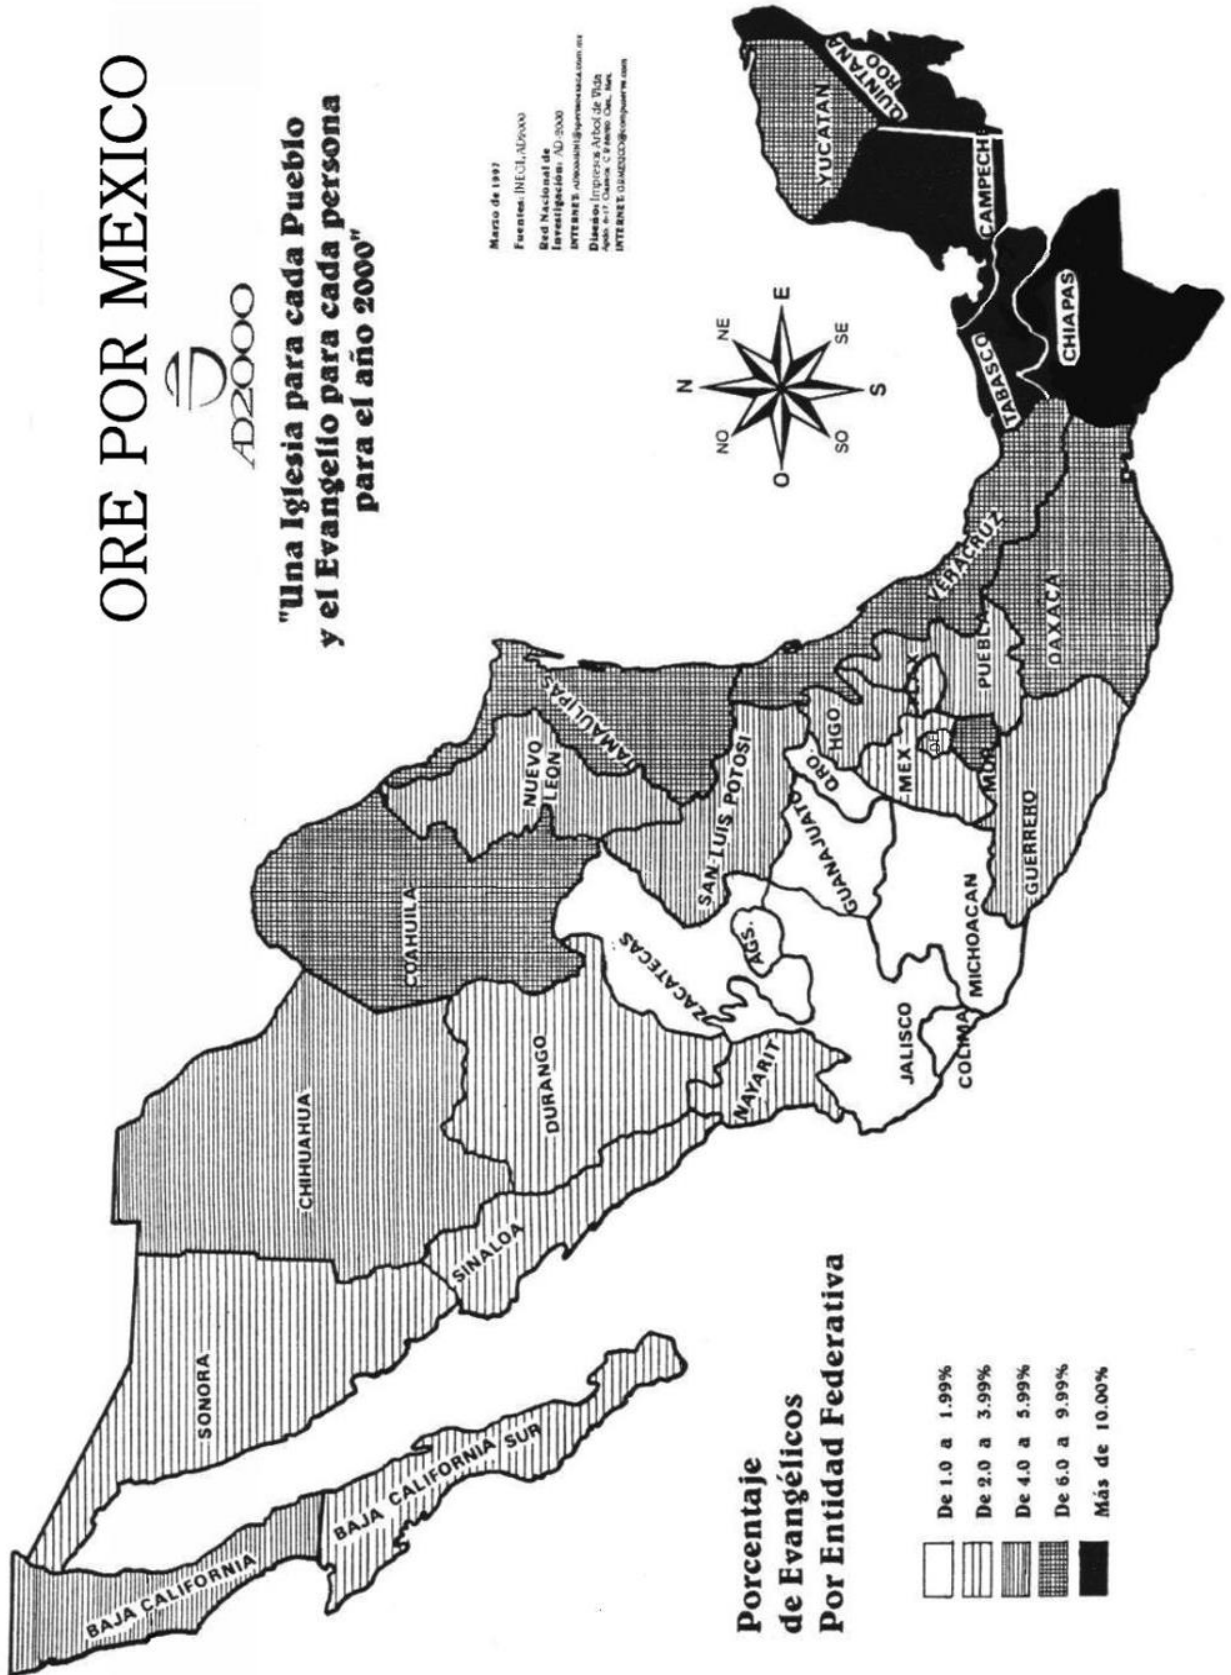 ORE POR MEXICO
AD2000
"Una Iglesia para cada Pueblo
y el Evangelio para cada persona
para el año 2000"
Marzo de 1997
Fuentes: INEGI, AD2000
Red Nacional de
Investigación: AD-2000
INTERNET:
Diseño: Impresos Arbol de Vida
INTERNET:
N
NE
E
SE
S
SO
O
NO
BAJA CALIFORNIA
BAJA CALIFORNIA SUR
SONORA
CHIHUAHUA
SINALOA
COAHUILA
DURANGO
NUEVO
LEON
TAMAULIPAS
ZACATECAS
SAN LUIS POTOSI
NAYARIT
AGS.
JALISCO
COLIMA
GUANAJUATO
QRO.
MICHOACAN
HGO
MEX
DF
MOR
TLAX
PUEBLA
GUERRERO
VERACRUZ
OAXACA
TABASCO
CHIAPAS
CAMPECHE
YUCATAN
QUINTANA
ROO
Porcentaje
de Evangélicos
Por Entidad Federativa
De 1.0 a 1.99%
De 2.0 a 3.99%
De 4.0 a 5.99%
De 6.0 a 9.99%
Más de 10.00%